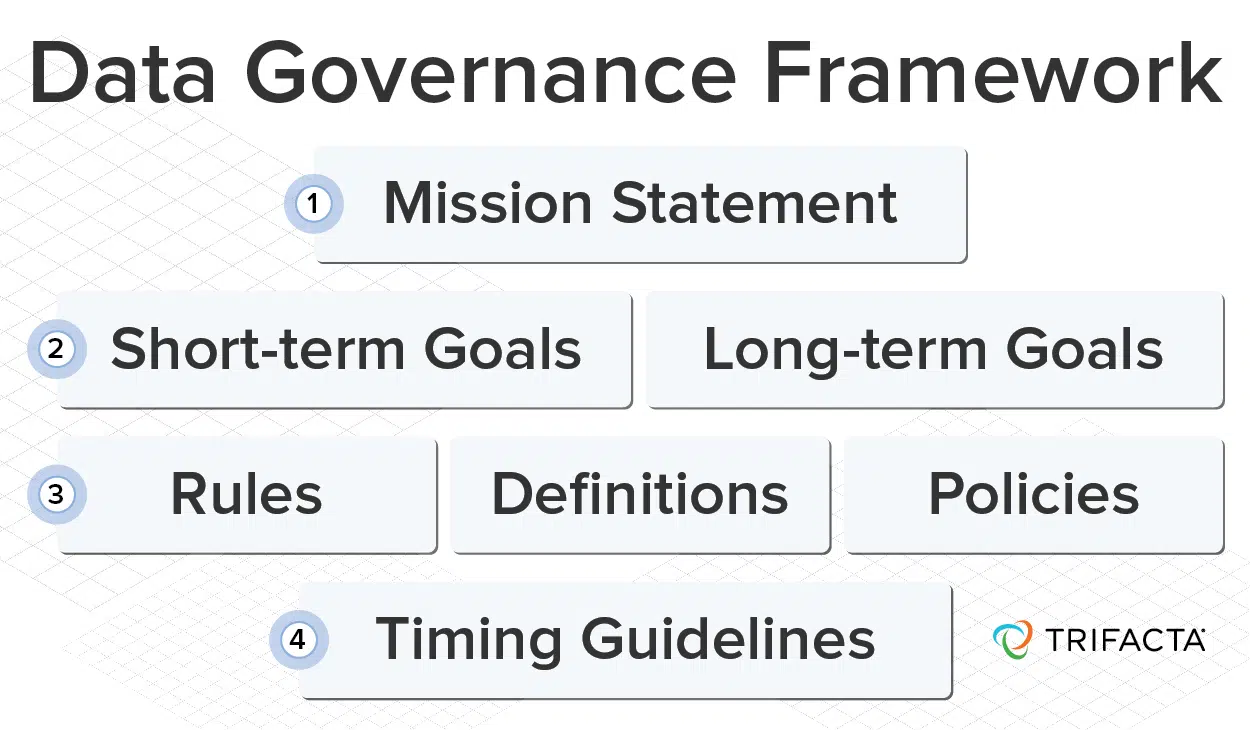 Data Governance Framework
1 Mission Statement
2 Short-term Goals Long-term Goals
3 Rules Definitions Policies
4 Timing Guidelines
TRIFACTA